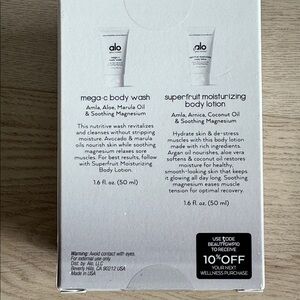 alo
alo
mega-c body wash
Amla, Aloe, Marula Oil
& Soothing Magnesium
This nutritive wash revitalizes
and cleanses without stripping
moisture. Avocado & marula
oils nourish skin while soothing
magnesium relaxes sore
muscles. For best results, follow
with Superfruit Moisturizing
Body Lotion.
1.6 fl oz. (50 ml)
superfruit moisturizing
body lotion
Amla, Arnica, Coconut Oil
& Soothing Magnesium
Hydrate skin & de-stress
muscles with this body lotion
made with rich ingredients.
Argan oil nourishes, aloe vera
softens & coconut oil restores
moisture for healthy,
smooth-looking skin that keeps
it glowing all day long. Soothing
magnesium eases muscle
tension for optimal recovery.
1.6 fl oz. (50 ml)
Warning: Avoid contact with eyes.
For external use only.
Dist. by: Alo, LLC
Beverly Hills, CA 90212 USA
Made in USA
USE CODE
TO RECEIVE
10% OFF
YOUR NEXT
WELLNESS PURCHASE